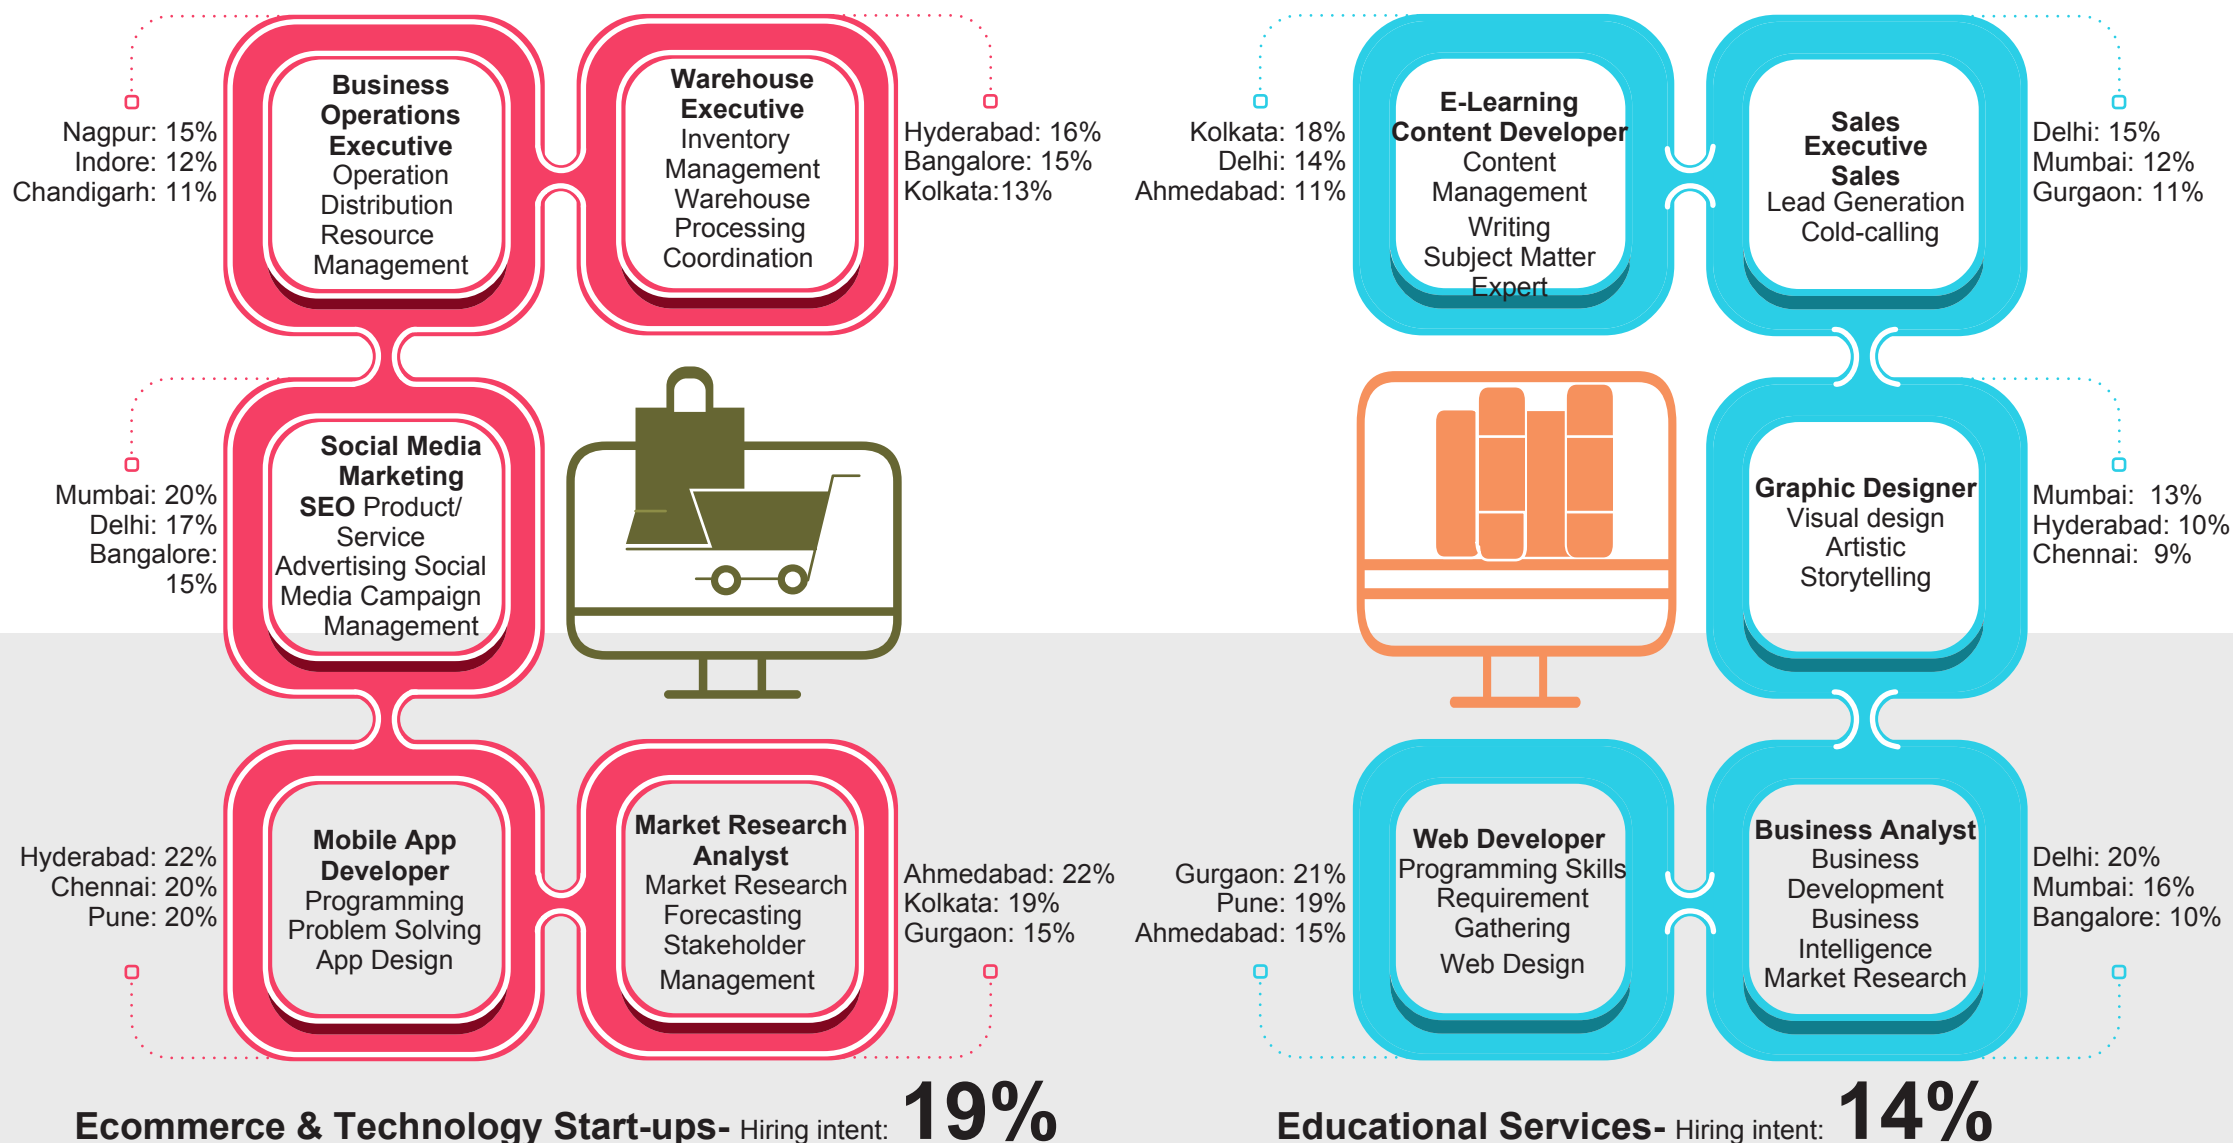 Nagpur: 15%
Indore: 12%
Chandigarh: 11%
Business
Operations
Executive
Operation
Distribution
Resource
Management
Warehouse
Executive
Inventory
Management
Warehouse
Processing
Coordination
Hyderabad: 16%
Bangalore: 15%
Kolkata:13%
Mumbai: 20%
Delhi: 17%
Bangalore:
15%
Social Media
Marketing
SEO Product/
Service
Advertising Social
Media Campaign
Management
Hyderabad: 22%
Chennai: 20%
Pune: 20%
Mobile App
Developer
Programming
Problem Solving
App Design
Market Research
Analyst
Market Research
Forecasting
Stakeholder
Management
Ahmedabad: 22%
Kolkata: 19%
Gurgaon: 15%
Ecommerce & Technology Start-ups- Hiring intent: 19%
Kolkata: 18%
Delhi: 14%
Ahmedabad: 11%
E-Learning
Content Developer
Content
Management
Writing
Subject Matter
Expert
Sales
Executive
Sales
Lead Generation
Cold-calling
Delhi: 15%
Mumbai: 12%
Gurgaon: 11%
Graphic Designer
Visual design
Artistic
Storytelling
Mumbai: 13%
Hyderabad: 10%
Chennai: 9%
Gurgaon: 21%
Pune: 19%
Ahmedabad: 15%
Web Developer
Programming Skills
Requirement
Gathering
Web Design
Business Analyst
Business
Development
Business
Intelligence
Market Research
Delhi: 20%
Mumbai: 16%
Bangalore: 10%
Educational Services- Hiring intent: 14%